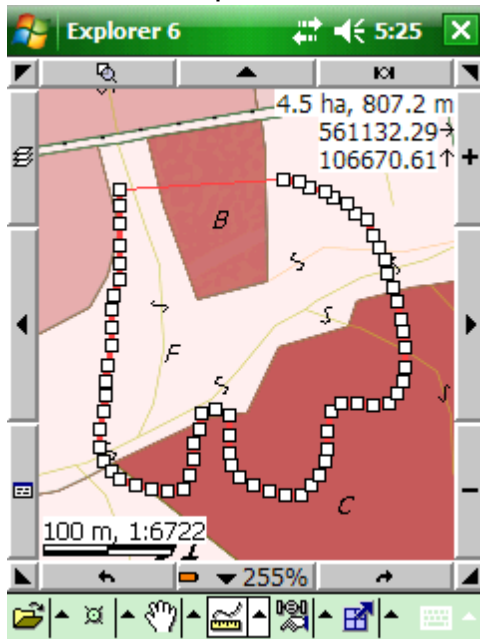 Explorer 6 5:25
4.5 ha, 807.2 m
561132.29→
106670.61↑
B
S
S
F
S
C
100 m, 1:6722
255%